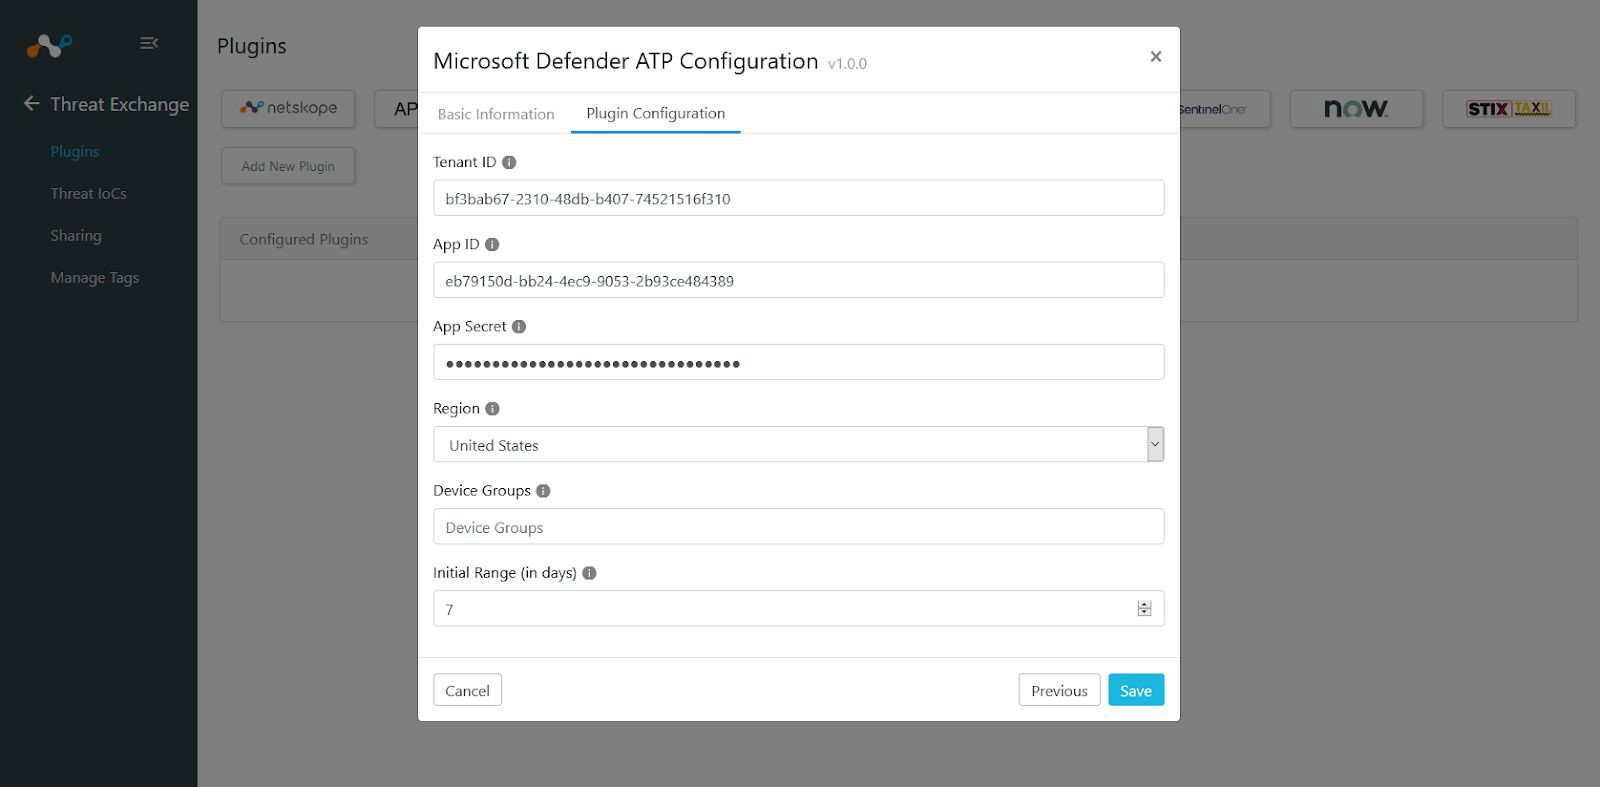 Plugins
Threat Exchange
Plugins
Threat IoCs
Sharing
Manage Tags
netskope
AP
SentinelOne
now
STIX TAXII
Add New Plugin
Configured Plugins
Microsoft Defender ATP Configuration v1.0.0
×
Basic Information
Plugin Configuration
Tenant ID
bf3bab67-2310-48db-b407-74521516f310
App ID
eb79150d-bb24-4ec9-9053-2b93ce484389
App Secret
●●●●●●●●●●●●●●●●●●●●●●●●●●●●●●●●
Region
United States
Device Groups
Device Groups
Initial Range (in days)
7
Cancel
Previous
Save